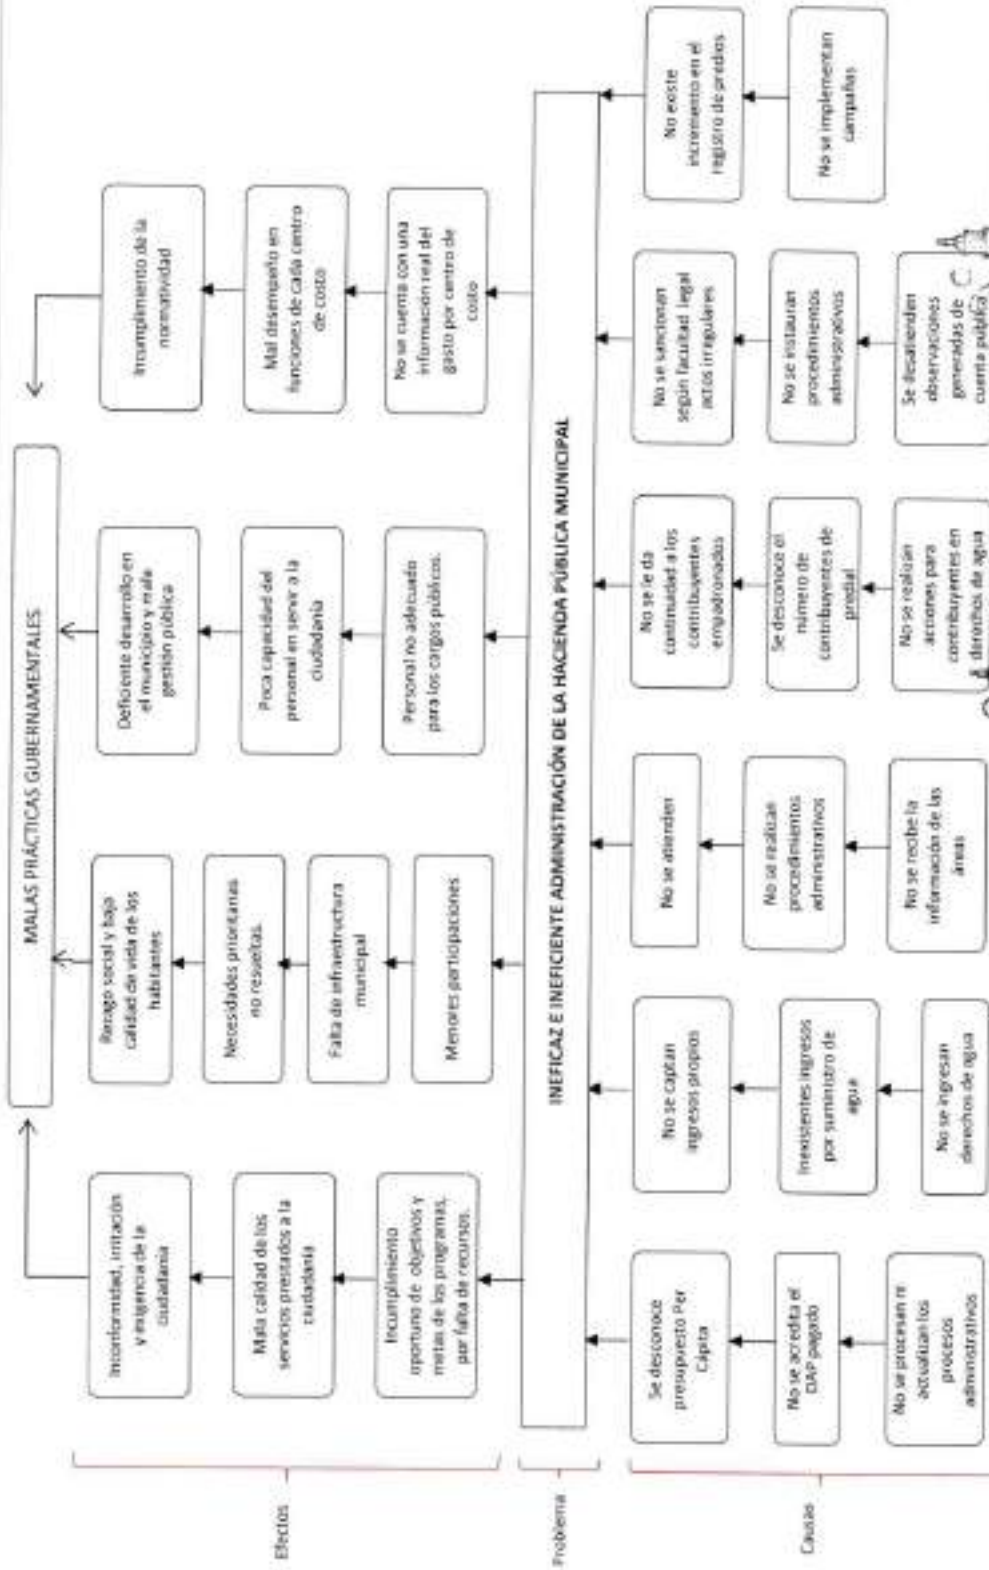 MALAS PRÁCTICAS GUBERNAMENTALES
Efectos
Inconformidad, irritación
y exigencia de la
ciudadanía
Mala calidad de los
servicios prestados a la
ciudadanía
Incumplimiento
oportuno de objetivos y
metas de los programas,
por falta de recursos.
Rezago social y baja
calidad de vida de los
habitantes
Necesidades prioritarias
no resueltas.
Falta de infraestructura
municipal
Menores participaciones
Deficiente desarrollo en
el municipio y mala
gestión pública
Poca capacidad del
personal en servir a la
ciudadanía
Personal no adecuado
para los cargos públicos.
Incumplimiento de la
normatividad
Mal desempeño en
funciones de cada centro
de costo
No se cuenta con una
información real del
gasto por centro de
costo
Problema
INEFICAZ E INEFICIENTE ADMINISTRACIÓN DE LA HACIENDA PÚBLICA MUNICIPAL
Causas
Se desconoce
presupuesto Per
Cápita
No se acredita el
DAP pagado
No se procesan ni
actualizan los
procesos
administrativos
No se captan
ingresos propios
Inexistentes ingresos
por suministro de
agua
No se ingresan
derechos de agua
No se atienden
No se realizan
procedimientos
administrativos
No se recibe la
información de las
áreas
No se le da
continuidad a los
contribuyentes
empadronados
Se desconoce el
número de
contribuyentes de
predial
No se realizan
acciones para
contribuyentes en
derechos de agua
No se sancionan
según facultad legal
actos irregulares
No se instauran
procedimientos
administrativos
Se desatienden
observaciones
generadas de
cuenta pública
No existe
incremento en el
registro de predios
No se implementan
campañas